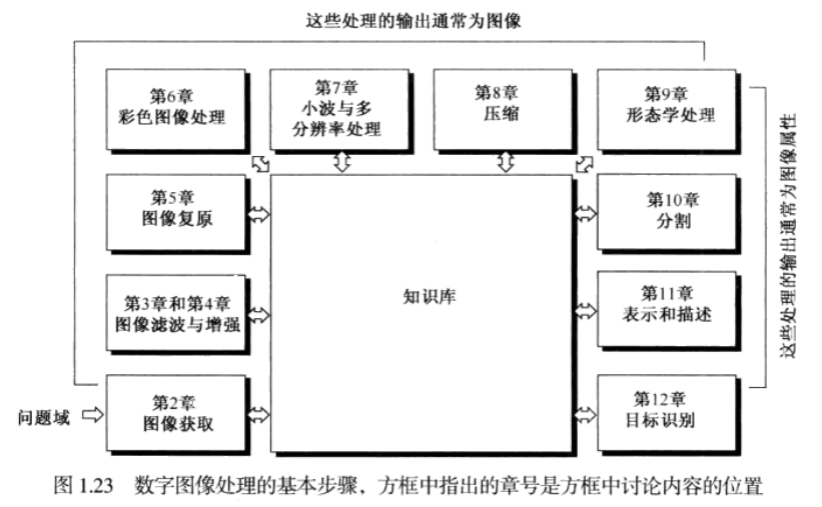 这些处理的输出通常为图像
第6章
彩色图像处理
第7章
小波与多
分辨率处理
第8章
压缩
第9章
形态学处理
第5章
图像复原
第10章
分割
知识库
第3章和第4章
图像滤波与增强
第11章
表示和描述
问题域
第2章
图像获取
第12章
目标识别
这些处理的输出通常为图像属性
图 1.23 数字图像处理的基本步骤，方框中指出的章号是方框中讨论内容的位置